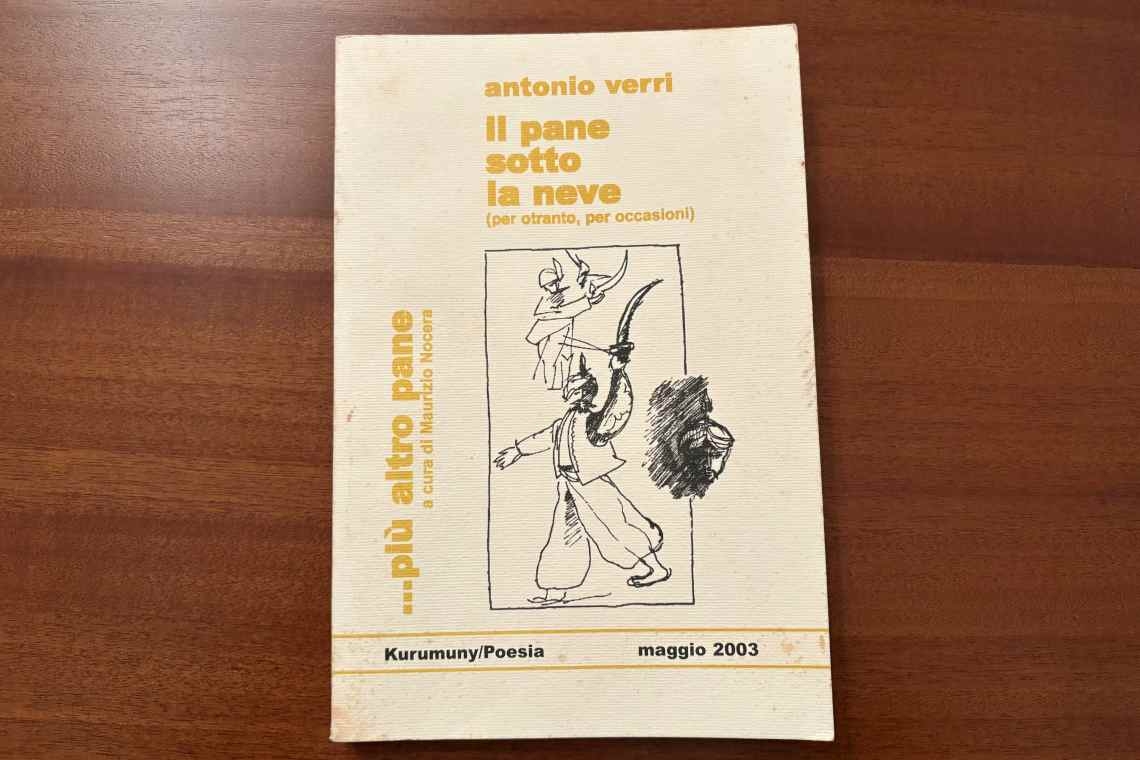 antonio verri
Il pane
sotto
la neve
(per otranto, per occasioni)
...più altro pane
a cura di Maurizio Nocera
Kurumuny/Poesia
maggio 2003